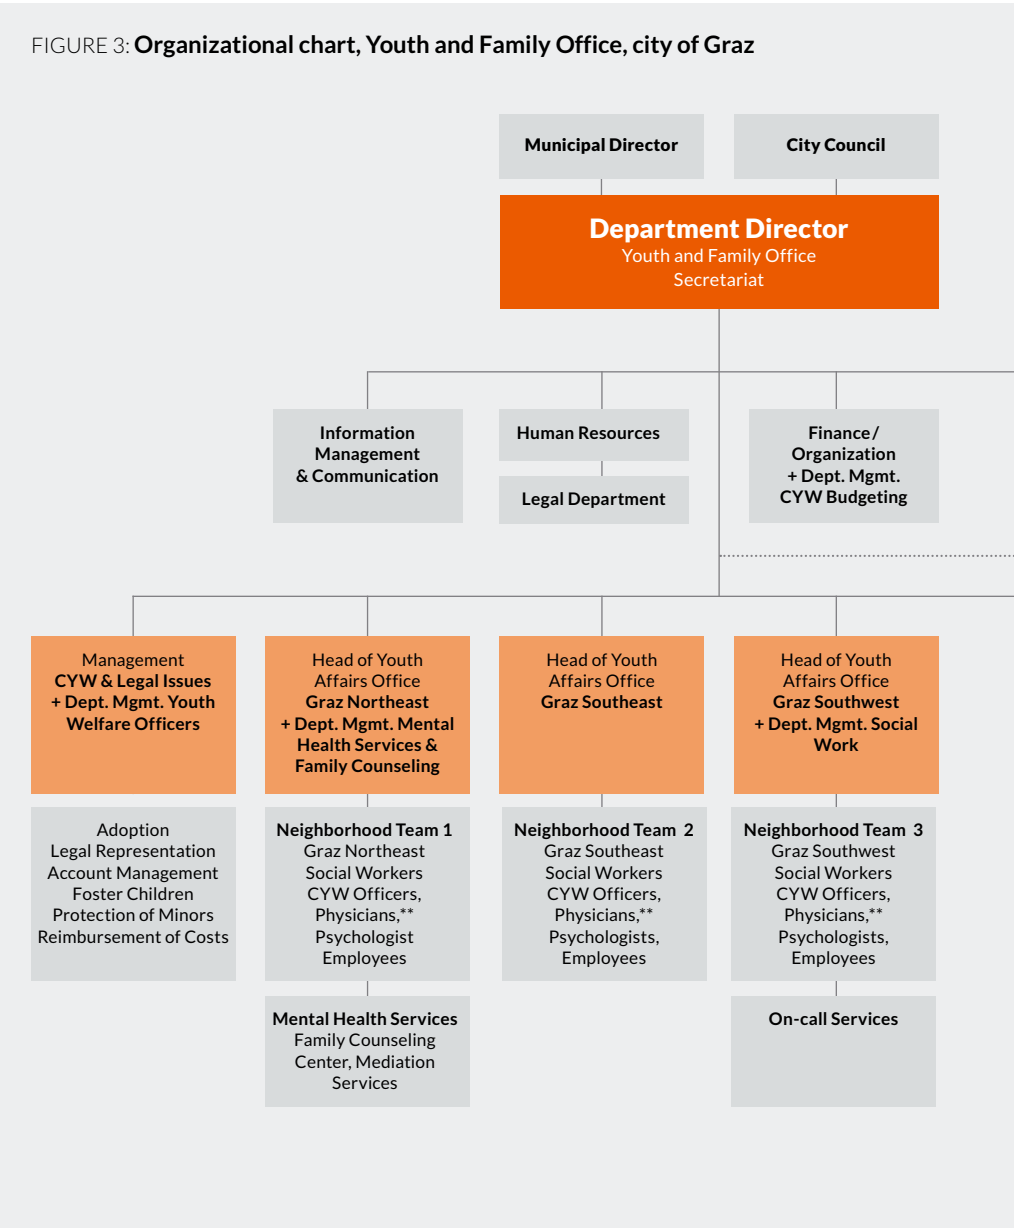 FIGURE 3: Organizational chart, Youth and Family Office, city of Graz
Municipal Director
City Council
Department Director
Youth and Family Office
Secretariat
Information
Management
& Communication
Human Resources
Legal Department
Finance/
Organization
+ Dept. Mgmt.
CYW Budgeting
Management
CYW & Legal Issues
+ Dept. Mgmt. Youth
Welfare Officers
Head of Youth
Affairs Office
Graz Northeast
+ Dept. Mgmt. Mental
Health Services &
Family Counseling
Head of Youth
Affairs Office
Graz Southeast
Head of Youth
Affairs Office
Graz Southwest
+ Dept. Mgmt. Social
Work
Adoption
Legal Representation
Account Management
Foster Children
Protection of Minors
Reimbursement of Costs
Neighborhood Team 1
Graz Northeast
Social Workers
CYW Officers,
Physicians,**
Psychologist
Employees
Neighborhood Team 2
Graz Southeast
Social Workers
CYW Officers,
Physicians,**
Psychologists,
Employees
Neighborhood Team 3
Graz Southwest
Social Workers
CYW Officers,
Physicians,**
Psychologists,
Employees
Mental Health Services
Family Counseling
Center, Mediation
Services
On-call Services